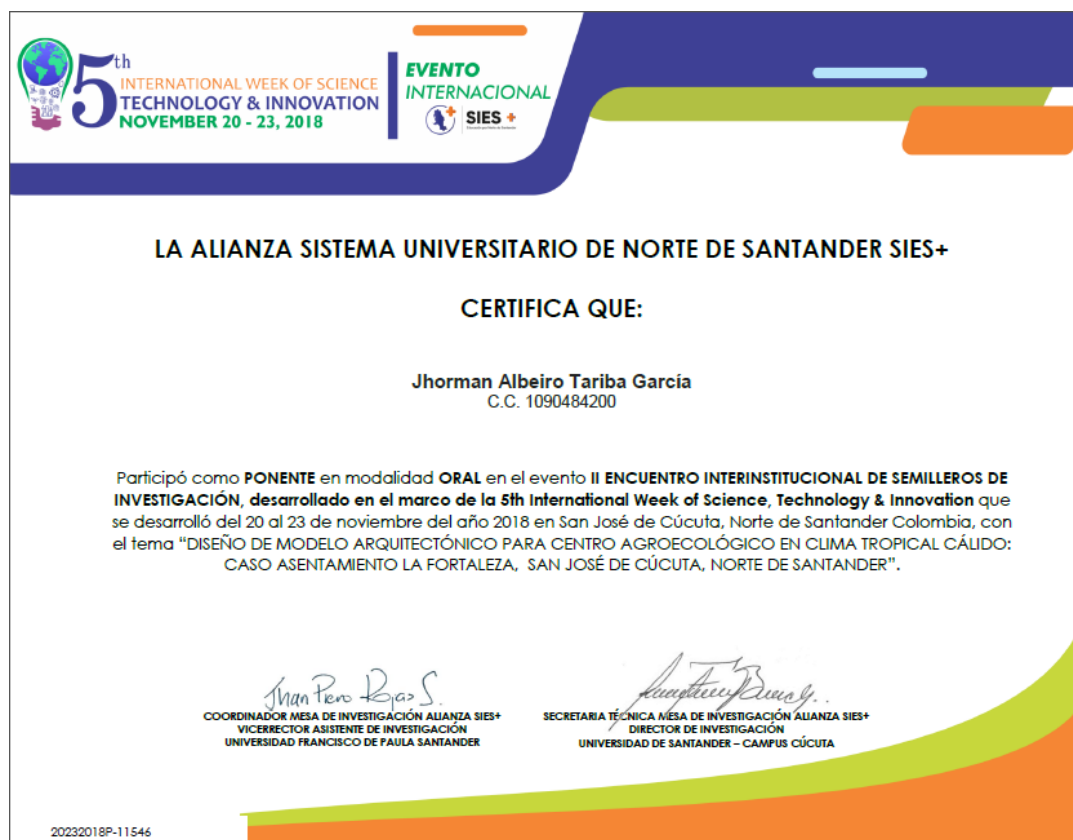 5th
INTERNATIONAL WEEK OF SCIENCE
TECHNOLOGY & INNOVATION
NOVEMBER 20 - 23, 2018
EVENTO
INTERNACIONAL
SIES +
LA ALIANZA SISTEMA UNIVERSITARIO DE NORTE DE SANTANDER SIES+
CERTIFICA QUE:
Jhorman Albeiro Tariba García
C.C. 1090484200
Participó como PONENTE en modalidad ORAL en el evento II ENCUENTRO INTERINSTITUCIONAL DE SEMILLEROS DE
INVESTIGACIÓN, desarrollado en el marco de la 5th International Week of Science, Technology & Innovation que
se desarrolló del 20 al 23 de noviembre del año 2018 en San José de Cúcuta, Norte de Santander Colombia, con
el tema “DISEÑO DE MODELO ARQUITECTÓNICO PARA CENTRO AGROECOLÓGICO EN CLIMA TROPICAL CÁLIDO:
CASO ASENTAMIENTO LA FORTALEZA, SAN JOSÉ DE CÚCUTA, NORTE DE SANTANDER”.
Jhan Piero Rojas S.
COORDINADOR MESA DE INVESTIGACIÓN ALIANZA SIES+
VICERRECTOR ASISTENTE DE INVESTIGACIÓN
UNIVERSIDAD FRANCISCO DE PAULA SANTANDER
SECRETARIA TÉCNICA MESA DE INVESTIGACIÓN ALIANZA SIES+
DIRECTOR DE INVESTIGACIÓN
UNIVERSIDAD DE SANTANDER – CAMPUS CÚCUTA
20232018P-11546